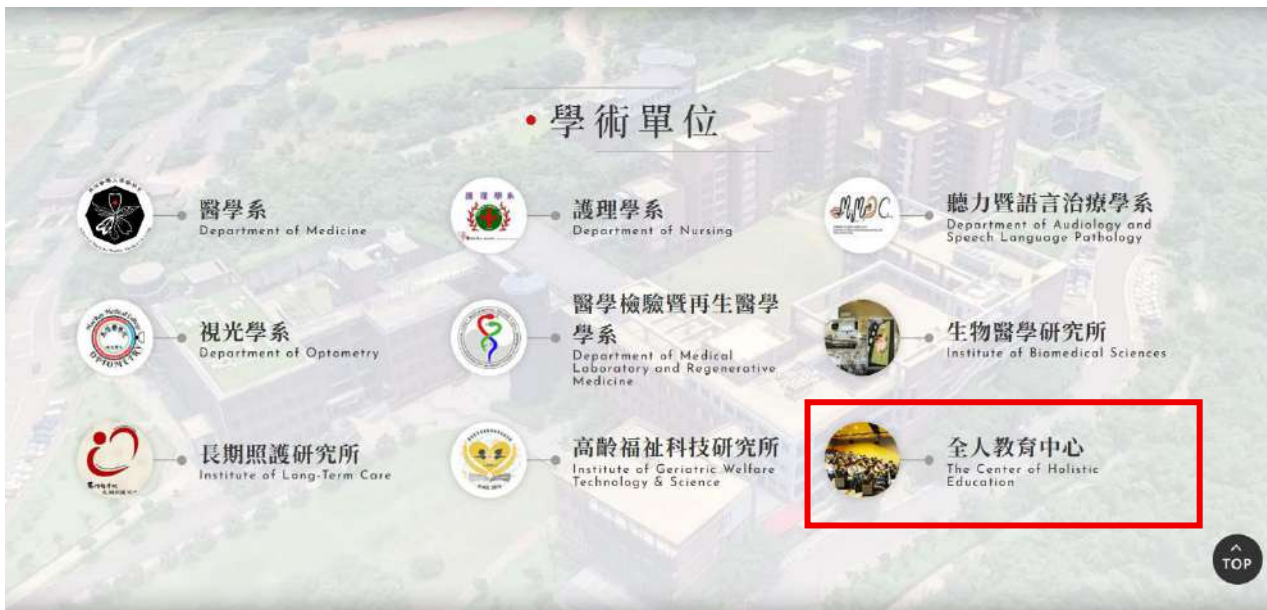 學術單位
醫學系
Department of Medicine
護理學系
Department of Nursing
MMC
聽力暨語言治療學系
Department of Audiology and
Speech Language Pathology
視光學系
Department of Optometry
醫學檢驗暨再生醫學
學系
Department of Medical
Laboratory and Regenerative
Medicine
生物醫學研究所
Institute of Biomedical Sciences
長期照護研究所
Institute of Long-Term Care
高齡福祉科技研究所
Institute of Geriatric Welfare
Technology & Science
全人教育中心
The Center of Holistic
Education
TOP